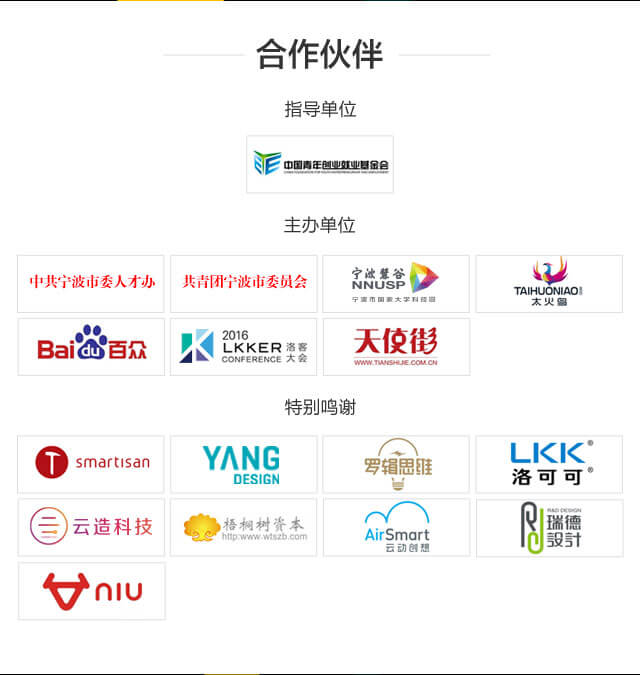 合作伙伴
指导单位
中国青年创业就业基金会
CHINA FOUNDATION FOR YOUTH ENTREPRENEURSHIP AND EMPLOYMENT
主办单位
中共宁波市委人才办
共青团宁波市委员会
宁波慧谷
NNUSP
宁波市国家大学科技园
TAIHUONIAO
太火鸟
Bai du 百众
2016
LKKER 洛客
CONFERENCE 大会
天使街
WWW.TIANSHIJIE.COM.CN
特别鸣谢
smartisan
YANG
DESIGN
罗辑思维
LKK®
洛可可®
云造科技
梧桐树资本
http:www.wtszb.com
AirSmart
云动创想
R&D DESIGN
瑞德
設計
NIU